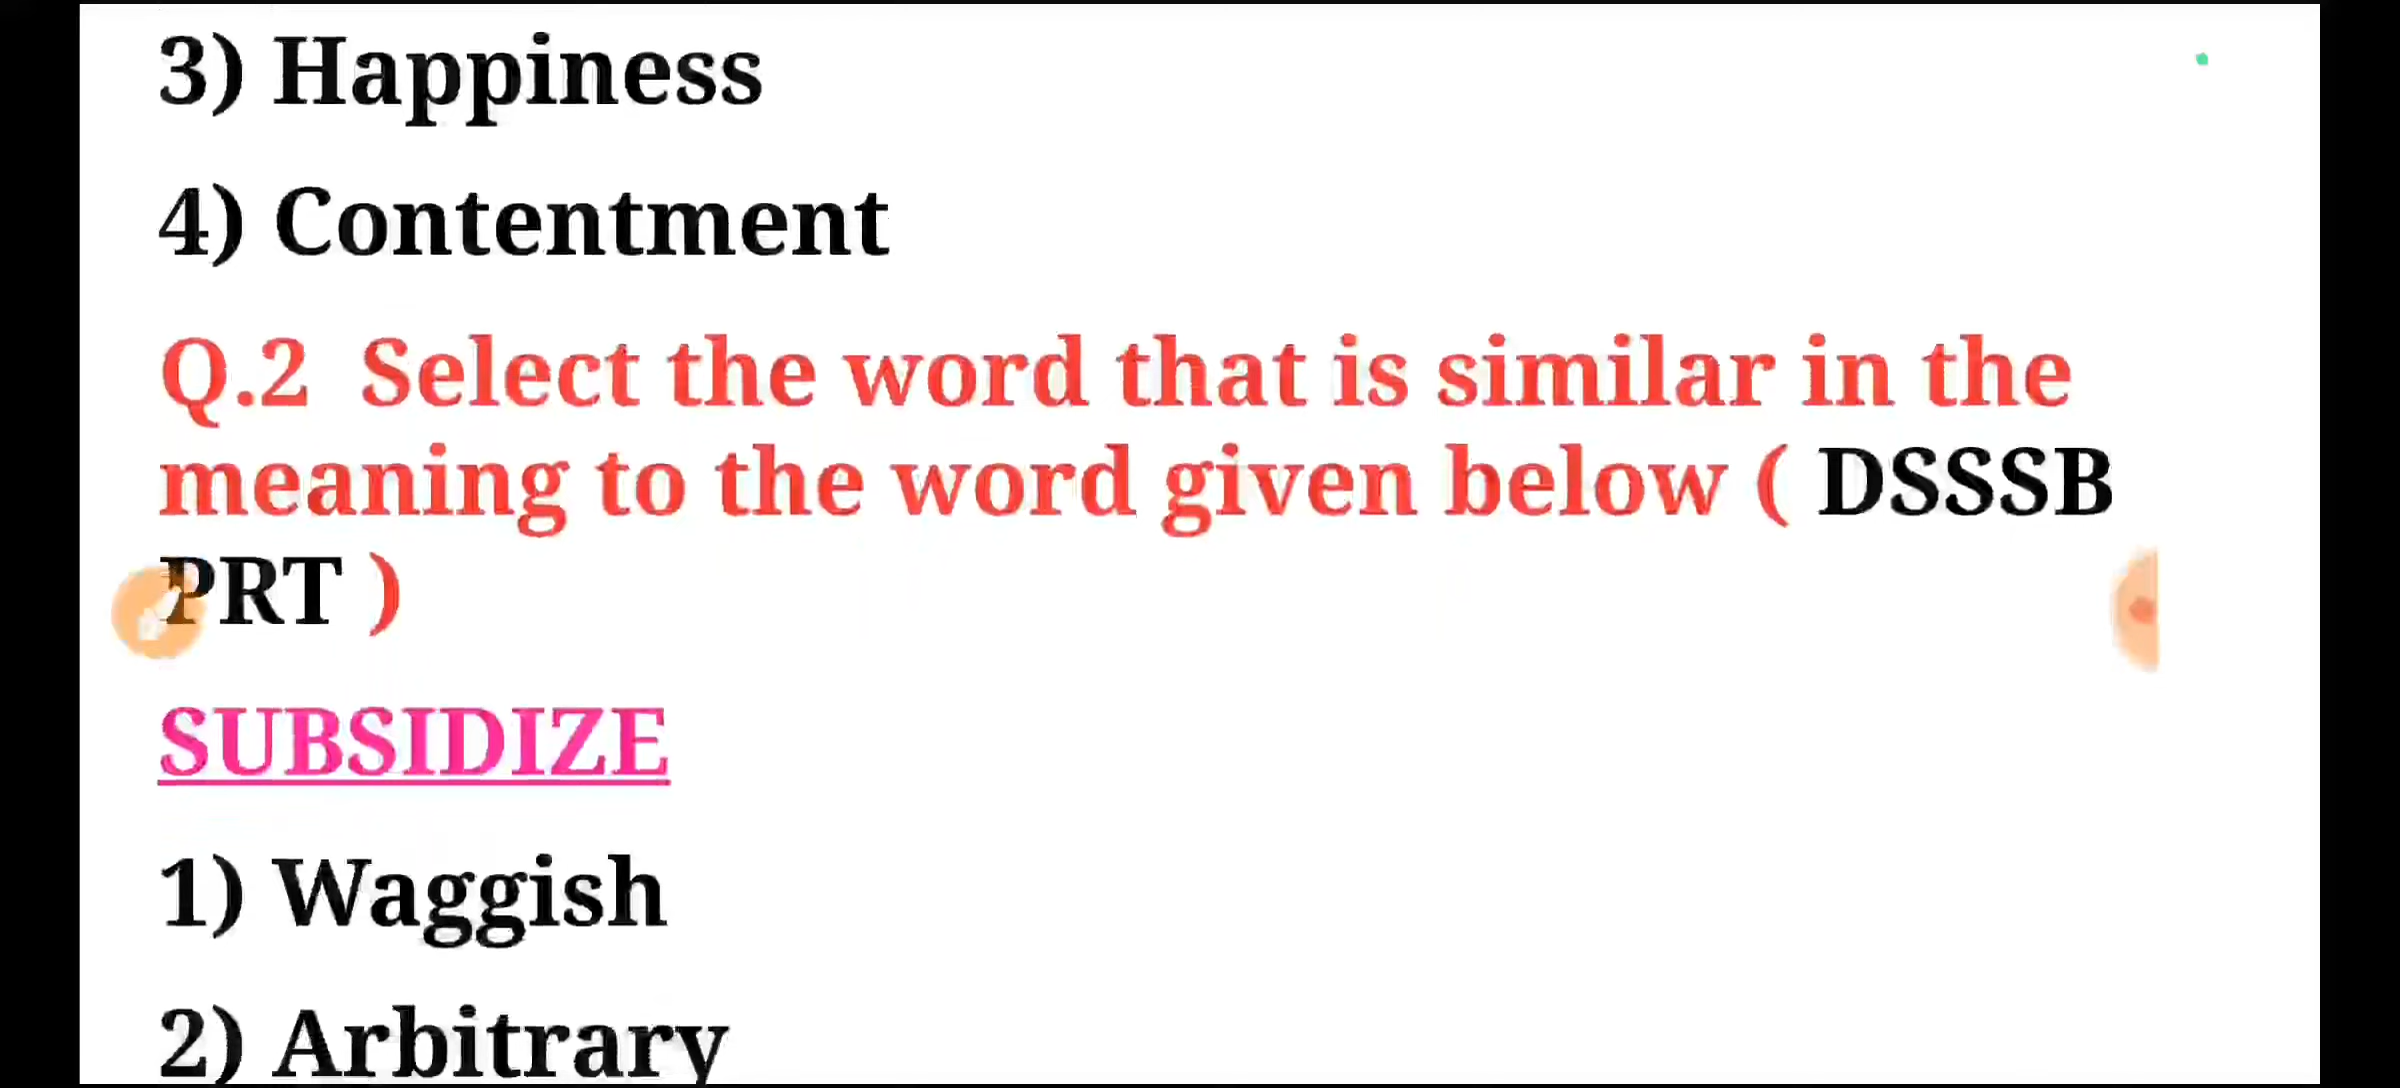 3) Happiness
4) Contentment
Q.2 Select the word that is similar in the
meaning to the word given below ( DSSSB
PRT )
SUBSIDIZE
1) Waggish
2) Arbitrary